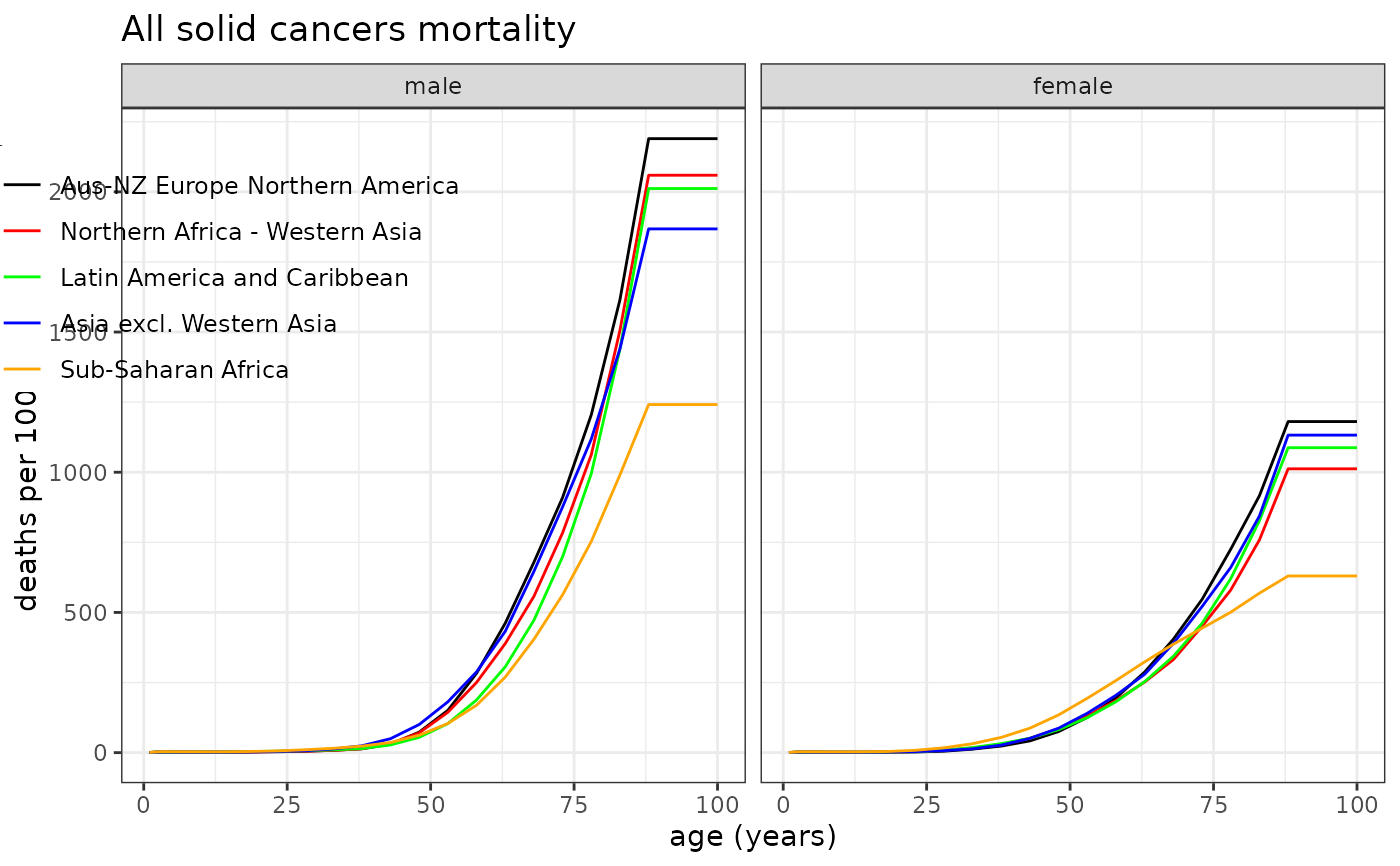 All solid cancers mortality
male
female
Aus-NZ Europe Northern America
Northern Africa - Western Asia
Latin America and Caribbean
Asia excl. Western Asia
Sub-Saharan Africa
2000
1500
1000
500
0
deaths per 100
0 25 50 75 100
0 25 50 75 100
age (years)